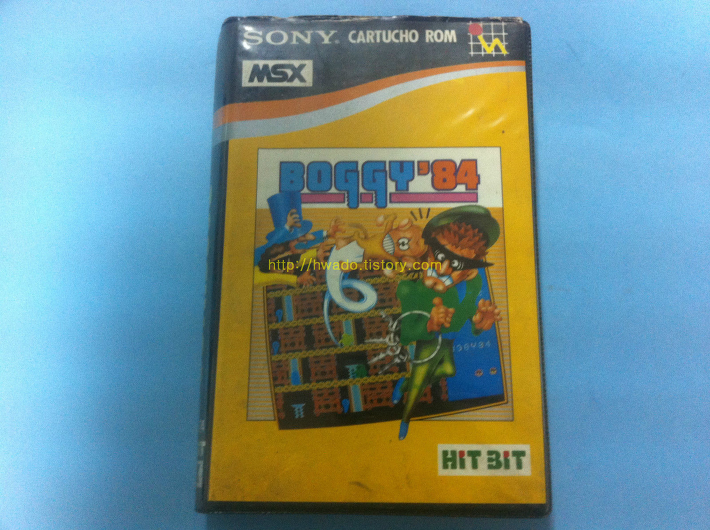 SONY® CARTUCHO ROM
MSX
BOGGY'84
http://hwado.tistory.com
HIT BIT